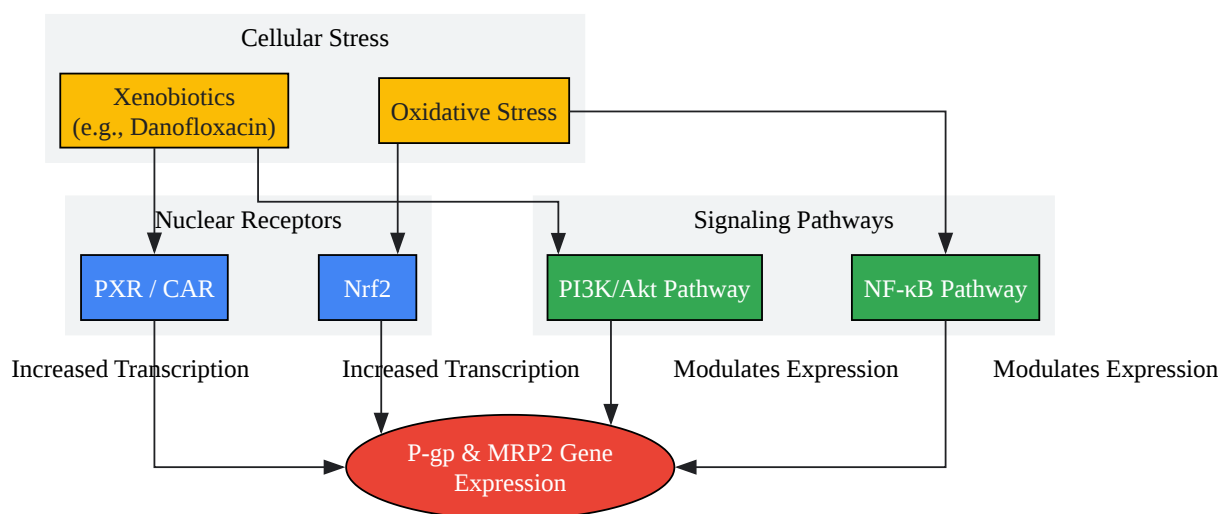 Cellular Stress
Xenobiotics
(e.g., Danofloxacin)
Oxidative Stress
Nuclear Receptors
Signaling Pathways
PXR / CAR
Nrf2
PI3K/Akt Pathway
NF-κB Pathway
Increased Transcription
Increased Transcription
Modulates Expression
Modulates Expression
P-gp & MRP2 Gene
Expression